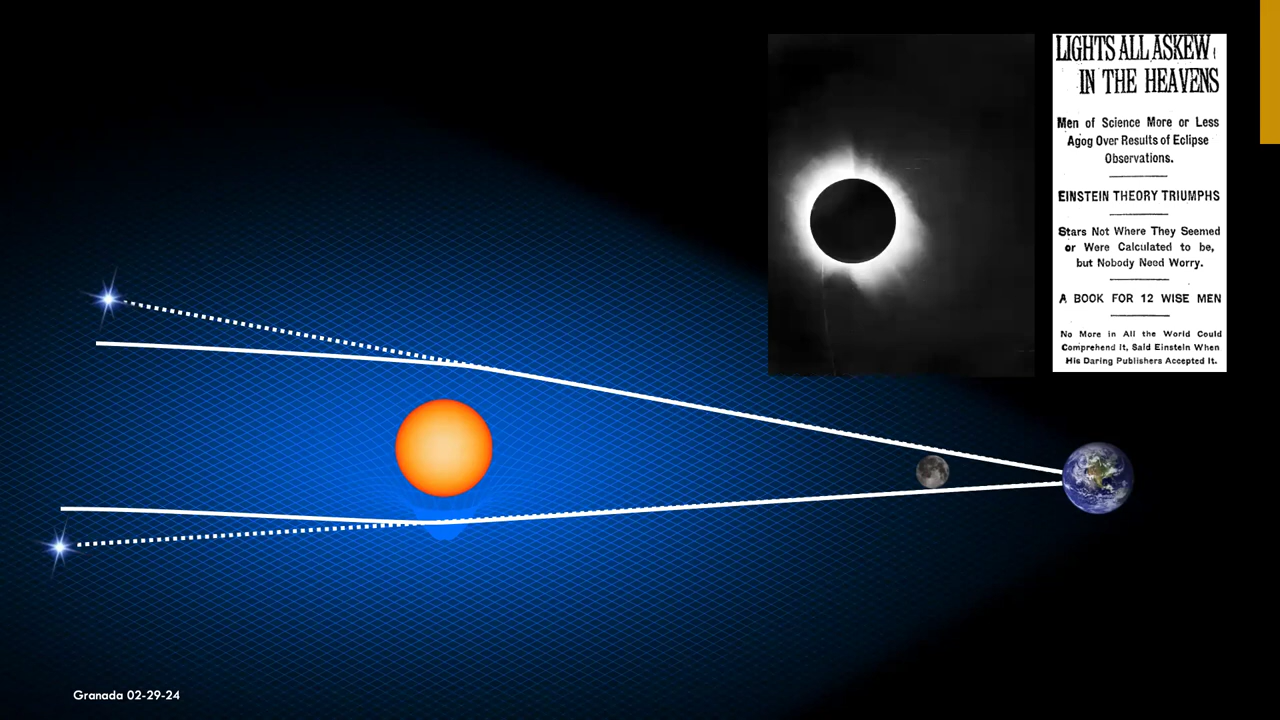 LIGHTS ALL ASKEW
IN THE HEAVENS
Men of Science More or Less
Agog Over Results of Eclipse
Observations.
EINSTEIN THEORY TRIUMPHS
Stars Not Where They Seemed
or Were Calculated to be,
but Nobody Need Worry.
A BOOK FOR 12 WISE MEN
No More in All the World Could
Comprehend It, Said Einstein When
His Daring Publishers Accepted It.
Granada 02-29-24